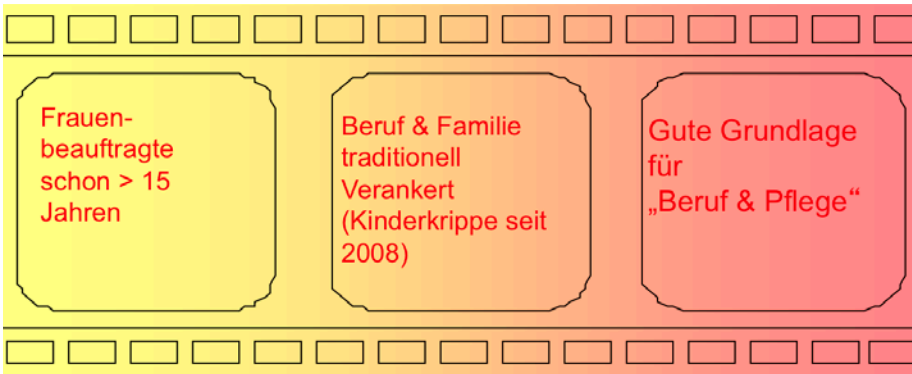 Frauen-
beauftragte
schon > 15
Jahren
Beruf & Familie
traditionell
Verankert
(Kinderkrippe seit
2008)
Gute Grundlage
für
„Beruf & Pflege“